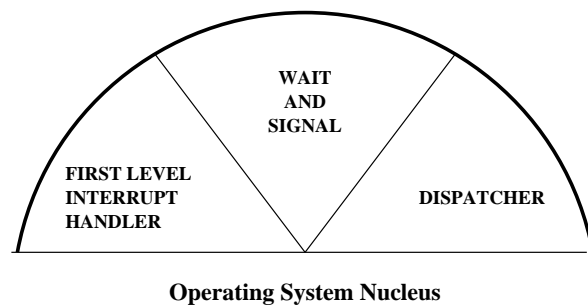 WAIT
AND
SIGNAL
FIRST LEVEL
INTERRUPT
HANDLER
DISPATCHER
Operating System Nucleus